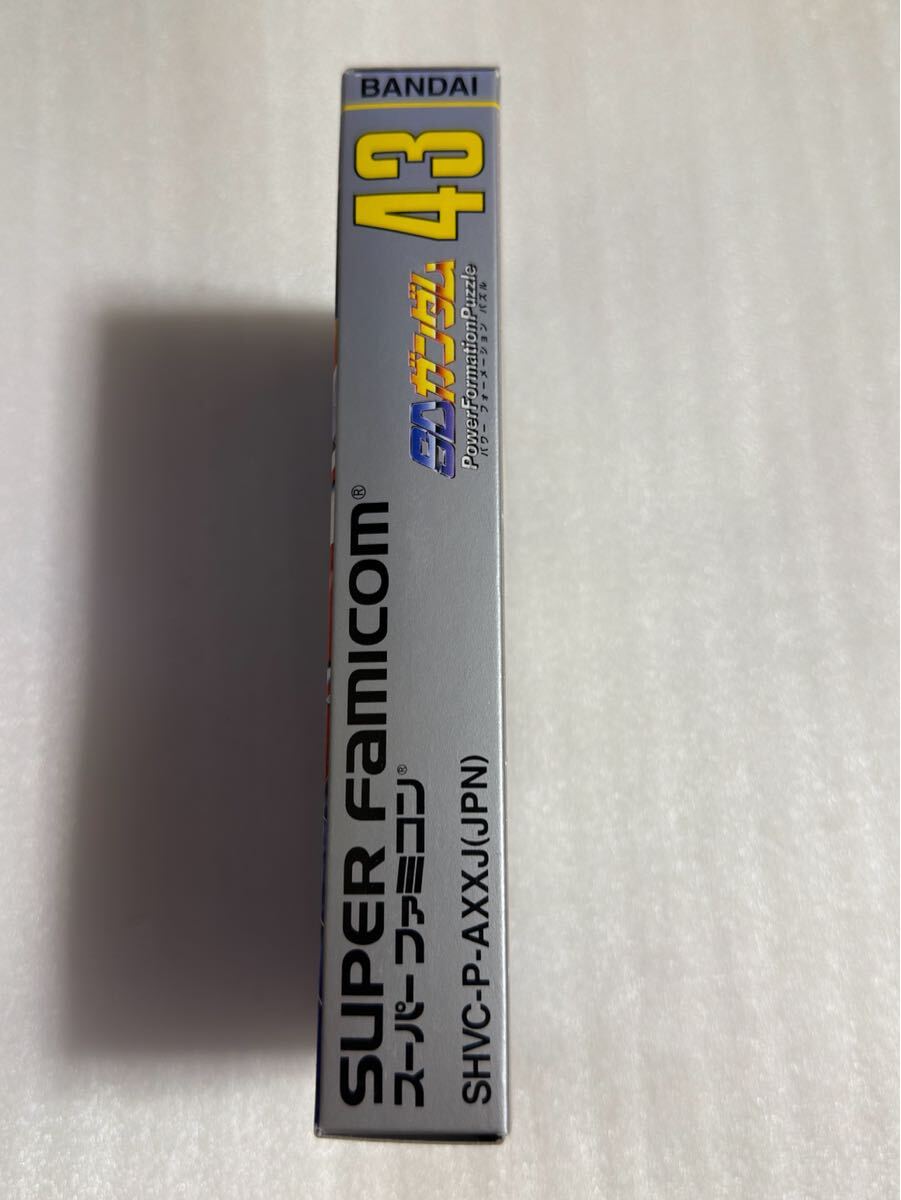 BANDAI
43
SDガンダム
PowerFormationPuzzle
パワー フォーメーション パズル
SUPER Famicom®
スーパーファミコン®
SHVC-P-AXXJ(JPN)